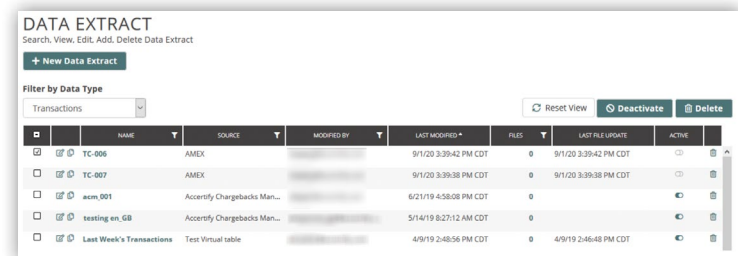 DATA EXTRACT
Search, View, Edit, Add, Delete Data Extract
+ New Data Extract
Filter by Data Type
Transactions
Reset View Deactivate Delete
NAME SOURCE MODIFIED BY LAST MODIFIED FILES LAST FILE UPDATE ACTIVE
TC-006 AMEX 9/1/20 3:39:42 PM CDT 0 9/1/20 3:39:42 PM CDT
TC-007 AMEX 9/1/20 3:39:38 PM CDT 0 9/1/20 3:39:38 PM CDT
acm_001 Accertify Chargebacks Man... 6/21/19 4:58:08 PM CDT 0
testing en_GB Accertify Chargebacks Man... 5/14/19 8:27:12 AM CDT 0
Last Week's Transactions Test Virtual table 4/9/19 2:48:56 PM CDT 0 4/9/19 2:46:48 PM CDT